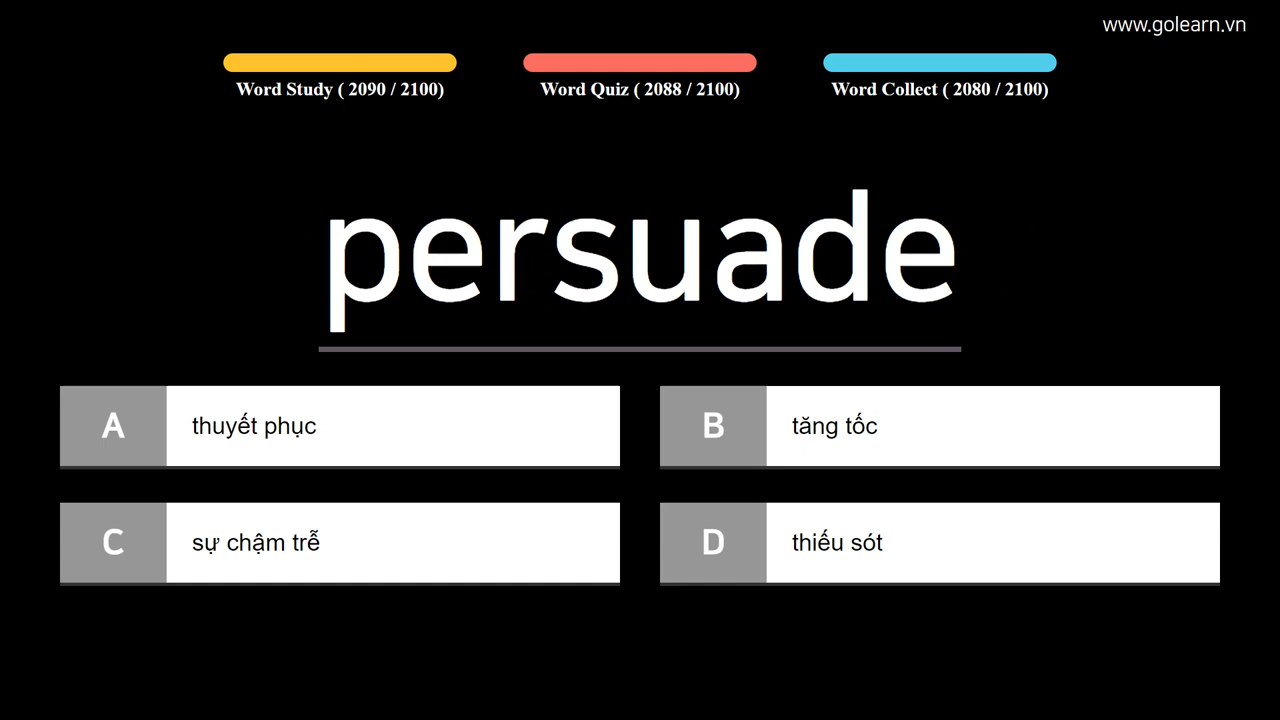 www.golearn.vn
Word Study ( 2090 / 2100)
Word Quiz ( 2088 / 2100)
Word Collect ( 2080 / 2100)
persuade
A thuyết phục
B tăng tốc
C sự chậm trễ
D thiếu sót